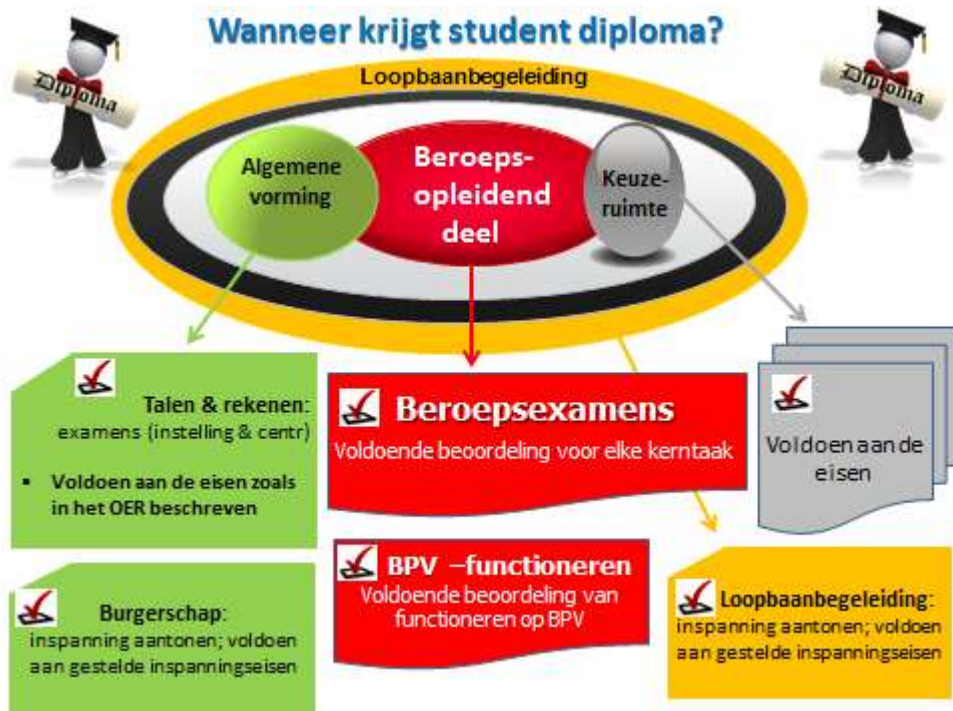 Wanneer krijgt student diploma?
Diploma
Diploma
Loopbaanbegeleiding
Algemene
vorming
Beroeps-
opleidend
deel
Keuze-
ruimte
Talen & rekenen:
examens (instelling & centr)
▪ Voldoen aan de eisen zoals
in het OER beschreven
Beroepsexamens
Voldoende beoordeling voor elke kerntaak
Voldoen aan de
eisen
Burgerschap:
inspanning aantonen; voldoen
aan gestelde inspanningseisen
BPV –functioneren
Voldoende beoordeling van
functioneren op BPV
Loopbaanbegeleiding:
inspanning aantonen; voldoen
aan gestelde inspanningseisen